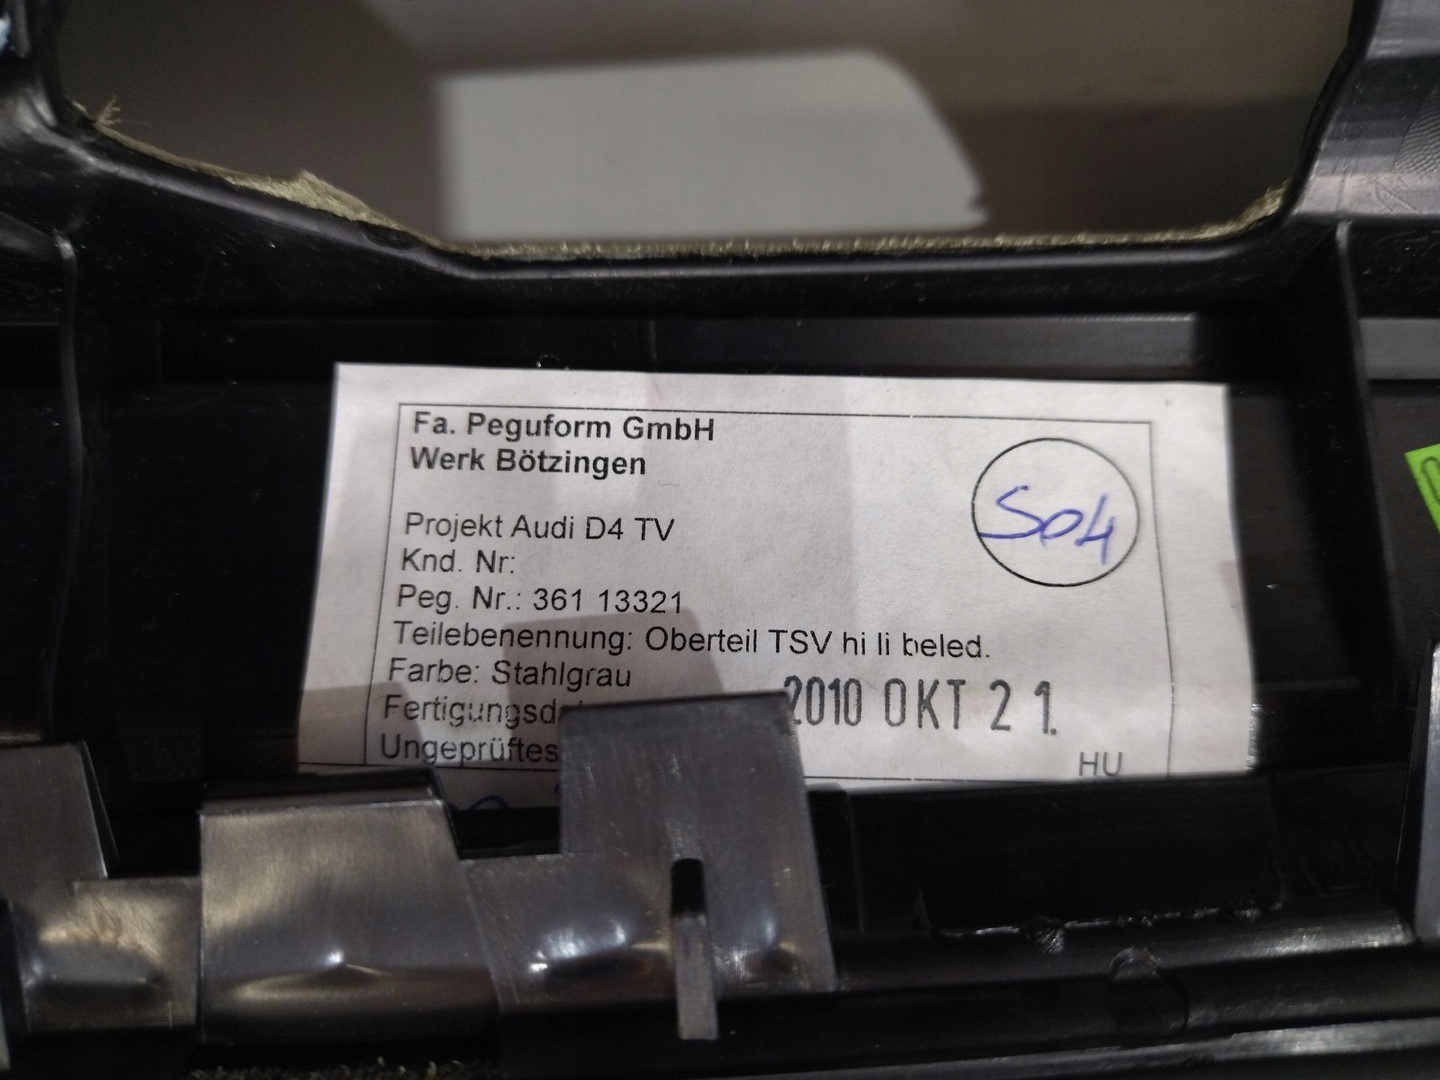 Fa. Peguform GmbH
Werk Bötzingen
S04
Projekt Audi D4 TV
Knd. Nr:
Peg. Nr.: 361 13321
Teilebenennung: Oberteil TSV hi li beled.
Farbe: Stahlgrau
2010 OKT 21.
Ungeprüftes
HU